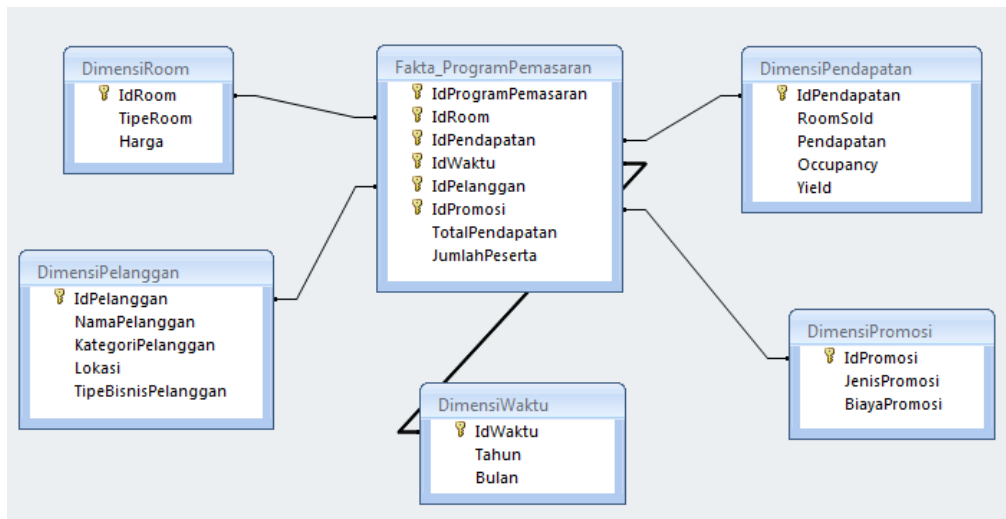 DimensiRoom
IdRoom
TipeRoom
Harga
Fakta_ProgramPemasaran
IdProgramPemasaran
IdRoom
IdPendapatan
IdWaktu
IdPelanggan
IdPromosi
TotalPendapatan
JumlahPeserta
DimensiPendapatan
IdPendapatan
RoomSold
Pendapatan
Occupancy
Yield
DimensiPelanggan
IdPelanggan
NamaPelanggan
KategoriPelanggan
Lokasi
TipeBisnisPelanggan
DimensiWaktu
IdWaktu
Tahun
Bulan
DimensiPromosi
IdPromosi
JenisPromosi
BiayaPromosi